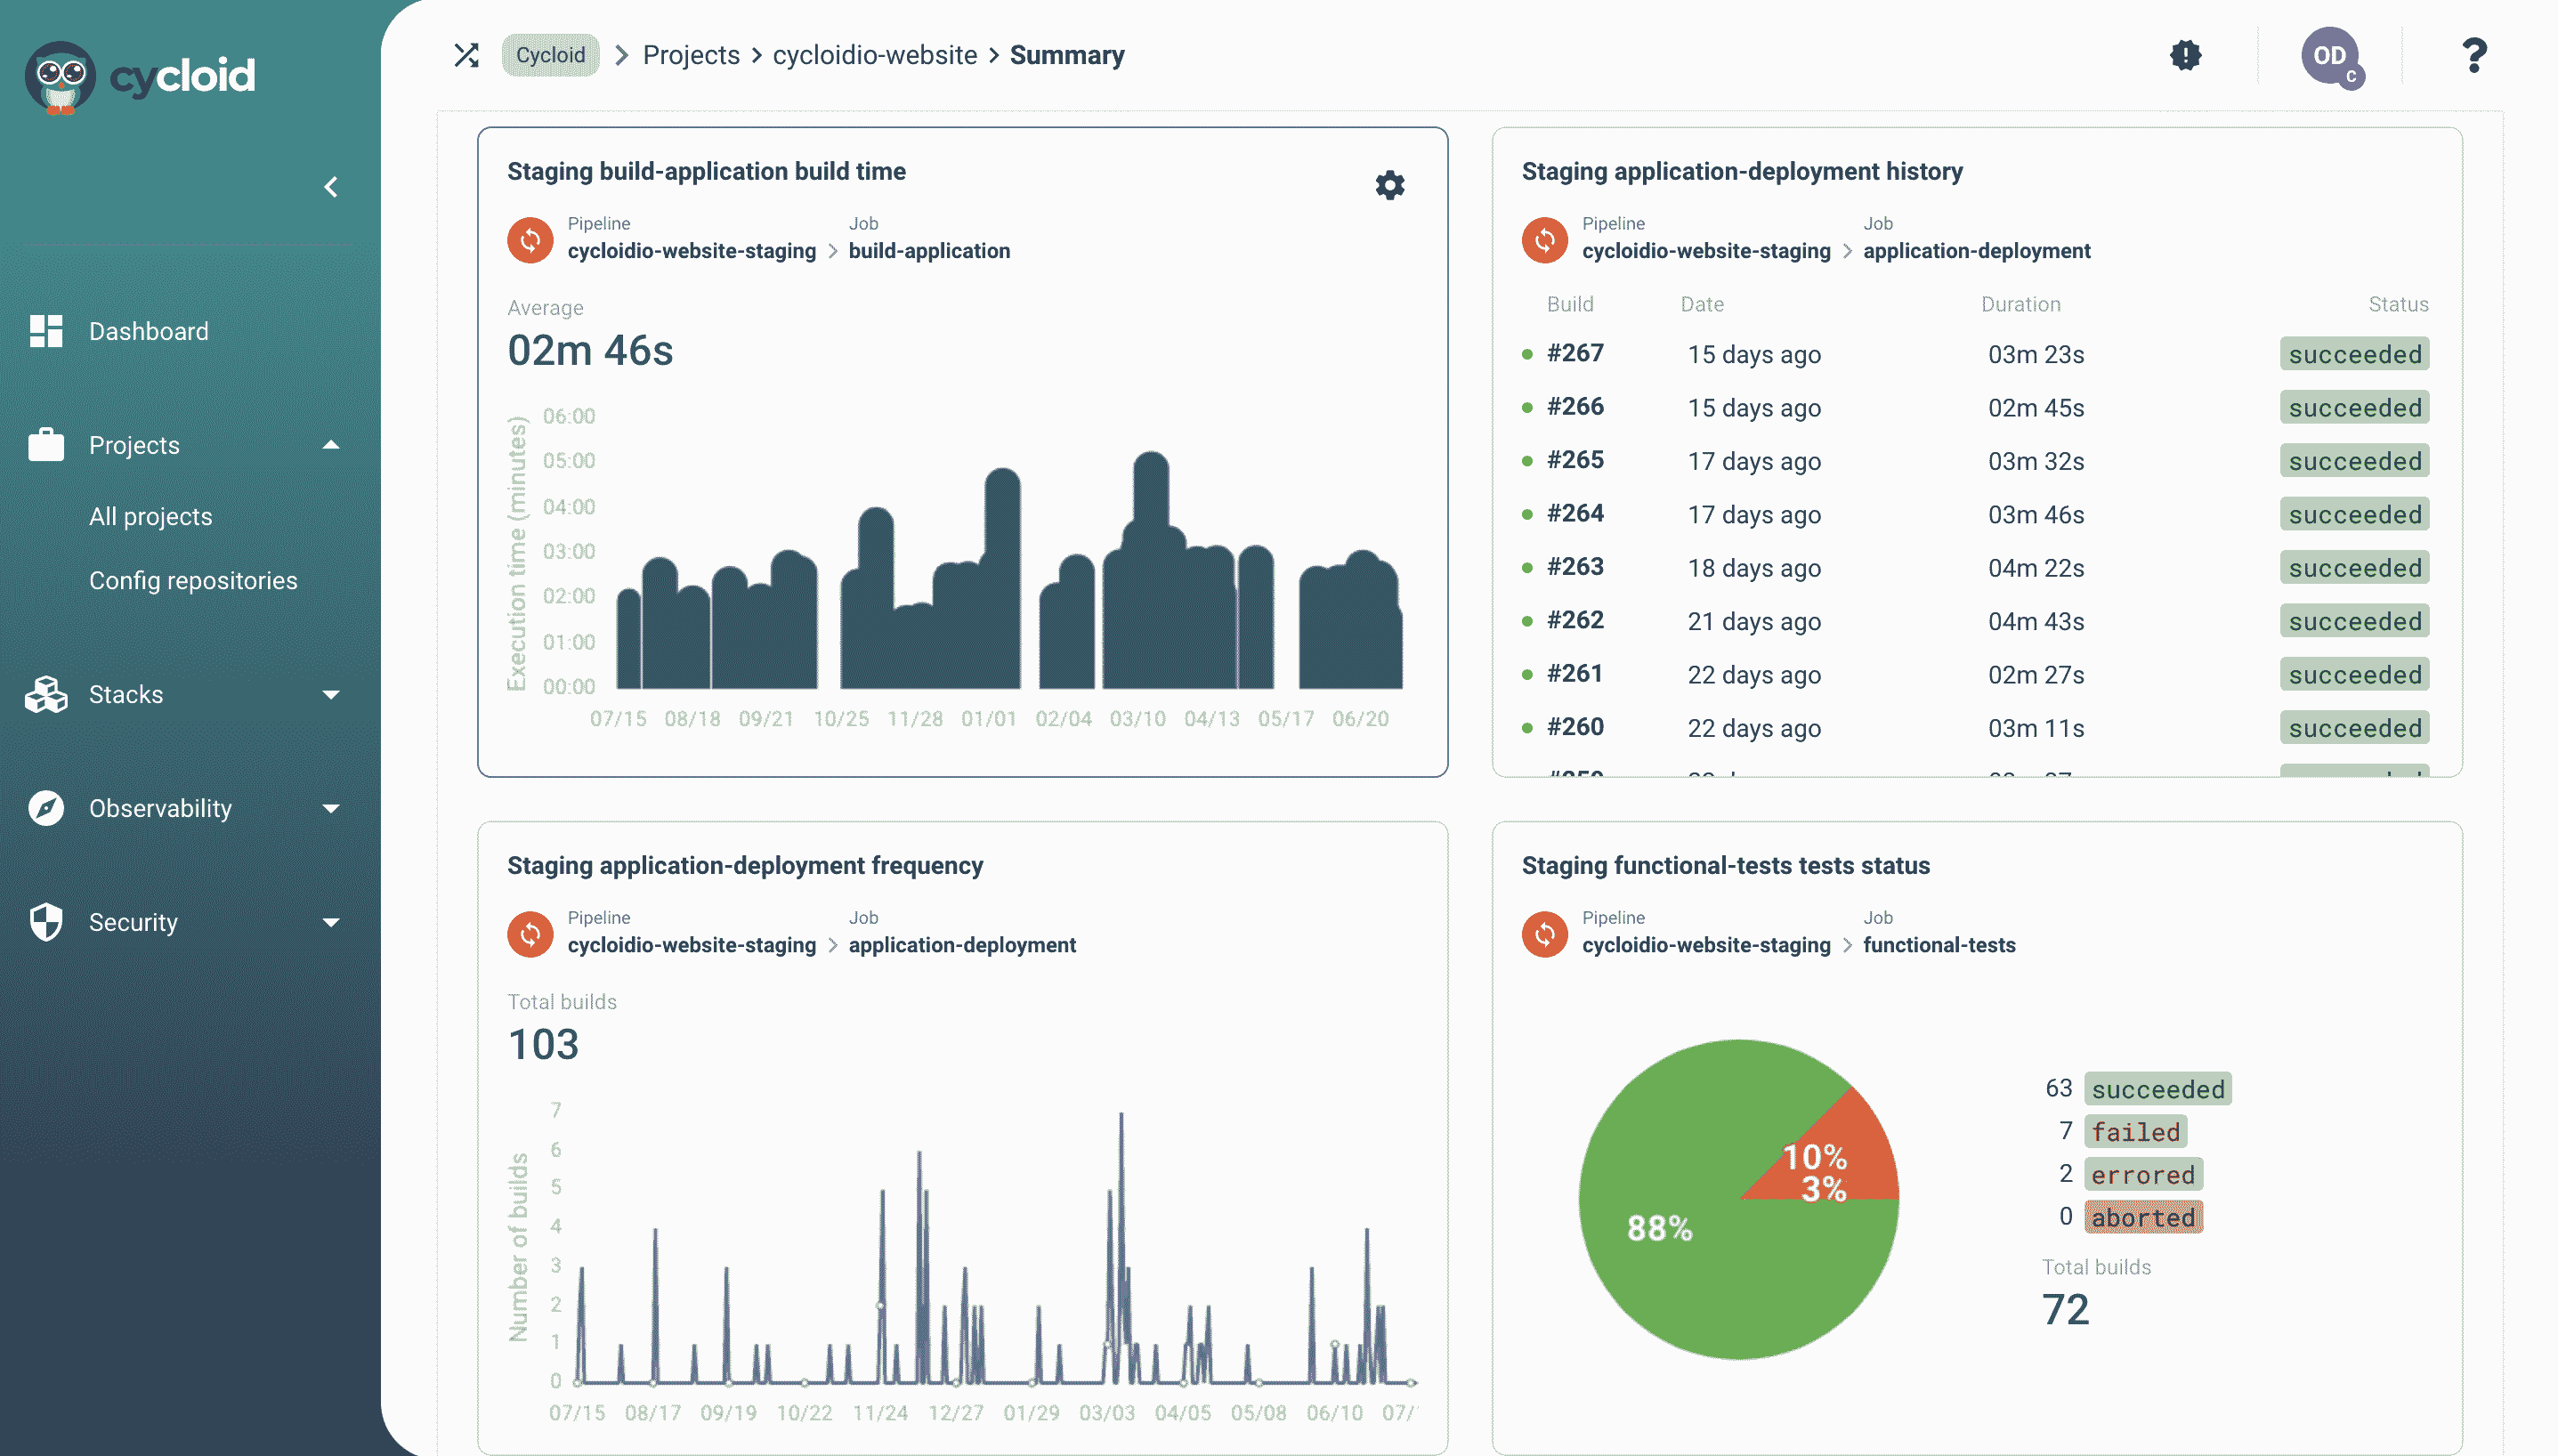 cycloid
Dashboard
Projects
All projects
Config repositories
Stacks
Observability
Security
Cycloid > Projects > cycloidio-website > Summary
OD
C
?
Staging build-application build time
Pipeline Job
cycloidio-website-staging > build-application
Average
02m 46s
Execution time (minutes)
06:00
05:00
04:00
03:00
02:00
01:00
00:00
07/15 08/18 09/21 10/25 11/28 01/01 02/04 03/10 04/13 05/17 06/20
Staging application-deployment history
Pipeline Job
cycloidio-website-staging > application-deployment
Build Date Duration Status
#267 15 days ago 03m 23s succeeded
#266 15 days ago 02m 45s succeeded
#265 17 days ago 03m 32s succeeded
#264 17 days ago 03m 46s succeeded
#263 18 days ago 04m 22s succeeded
#262 21 days ago 04m 43s succeeded
#261 22 days ago 02m 27s succeeded
#260 22 days ago 03m 11s succeeded
Staging application-deployment frequency
Pipeline Job
cycloidio-website-staging > application-deployment
Total builds
103
Number of builds
7
6
5
4
3
2
1
0
07/15 08/17 09/19 10/22 11/24 12/27 01/29 03/03 04/05 05/08 06/10 07/
Staging functional-tests tests status
Pipeline Job
cycloidio-website-staging > functional-tests
10%
3%
88%
63 succeeded
7 failed
2 errored
0 aborted
Total builds
72